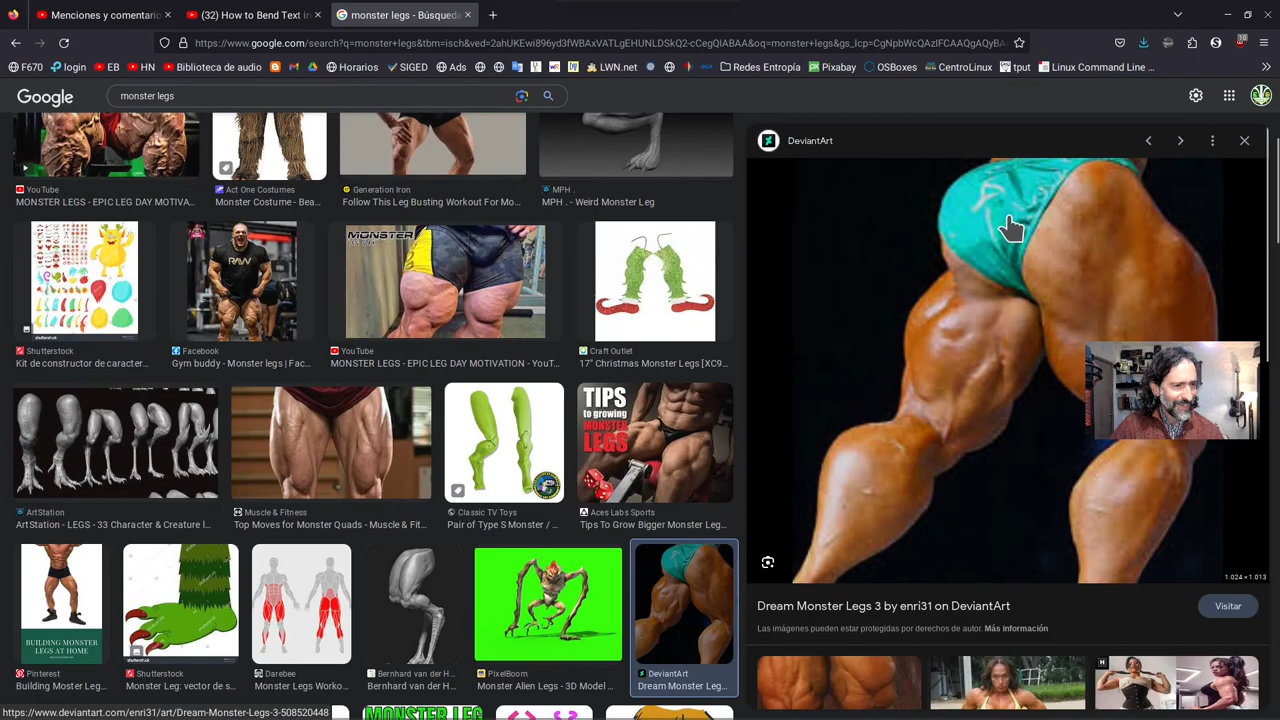 Menciones y comentario
(32) How to Bend Text in
monster legs - Búsqueda
https://www.google.com/search?q=monster+legs&tbm=isch&ved=2ahUKEwi896yd3fWBAxVATLgEHUNLDSkQ2-cCegQIABAA&oq=monster+legs&gs_lcp=CgNpbWcQAzIFCAAQgAQyBA
10
F670
login
EB
HN
Biblioteca de audio
Horarios
SIGED
Ads
LWN.net
Redes Entropía
Pixabay
OSBoxes
CentroLinux
tput
Linux Command Line ...
Google
monster legs
YouTube
MONSTER LEGS - EPIC LEG DAY MOTIVA...
Act One Costumes
Monster Costume - Bea...
Generation Iron
Follow This Leg Busting Workout For Mo...
MPH .
MPH . - Weird Monster Leg
RAW
MONSTER
Shutterstock
Kit de constructor de caracter...
Facebook
Gym buddy - Monster legs | Fac...
YouTube
MONSTER LEGS - EPIC LEG DAY MOTIVATION - YouT...
Craft Outlet
17" Christmas Monster Legs [XC9...
TIPS
to growing
MONSTER
LEGS
ArtStation
ArtStation - LEGS - 33 Character & Creature l...
Muscle & Fitness
Top Moves for Monster Quads - Muscle & Fit...
Classic TV Toys
Pair of Type S Monster / ...
Aces Labs Sports
Tips To Grow Bigger Monster Leg...
BUILDING MONSTER
LEGS AT HOME
Pinterest
Building Moster Leg...
Shutterstock
Monster Leg: vector de s...
Darebee
Monster Legs Worko...
Bernhard van der H...
Bernhard van der H...
PixelBoom
Monster Alien Legs - 3D Model ...
DeviantArt
Dream Monster Leg...
https://www.deviantart.com/enri31/art/Dream-Monster-Legs-3-508520448
MONSTER LEG
DeviantArt
1.024 × 1.013
Dream Monster Legs 3 by enri31 on DeviantArt
Visitar
Las imágenes pueden estar protegidas por derechos de autor. Más información